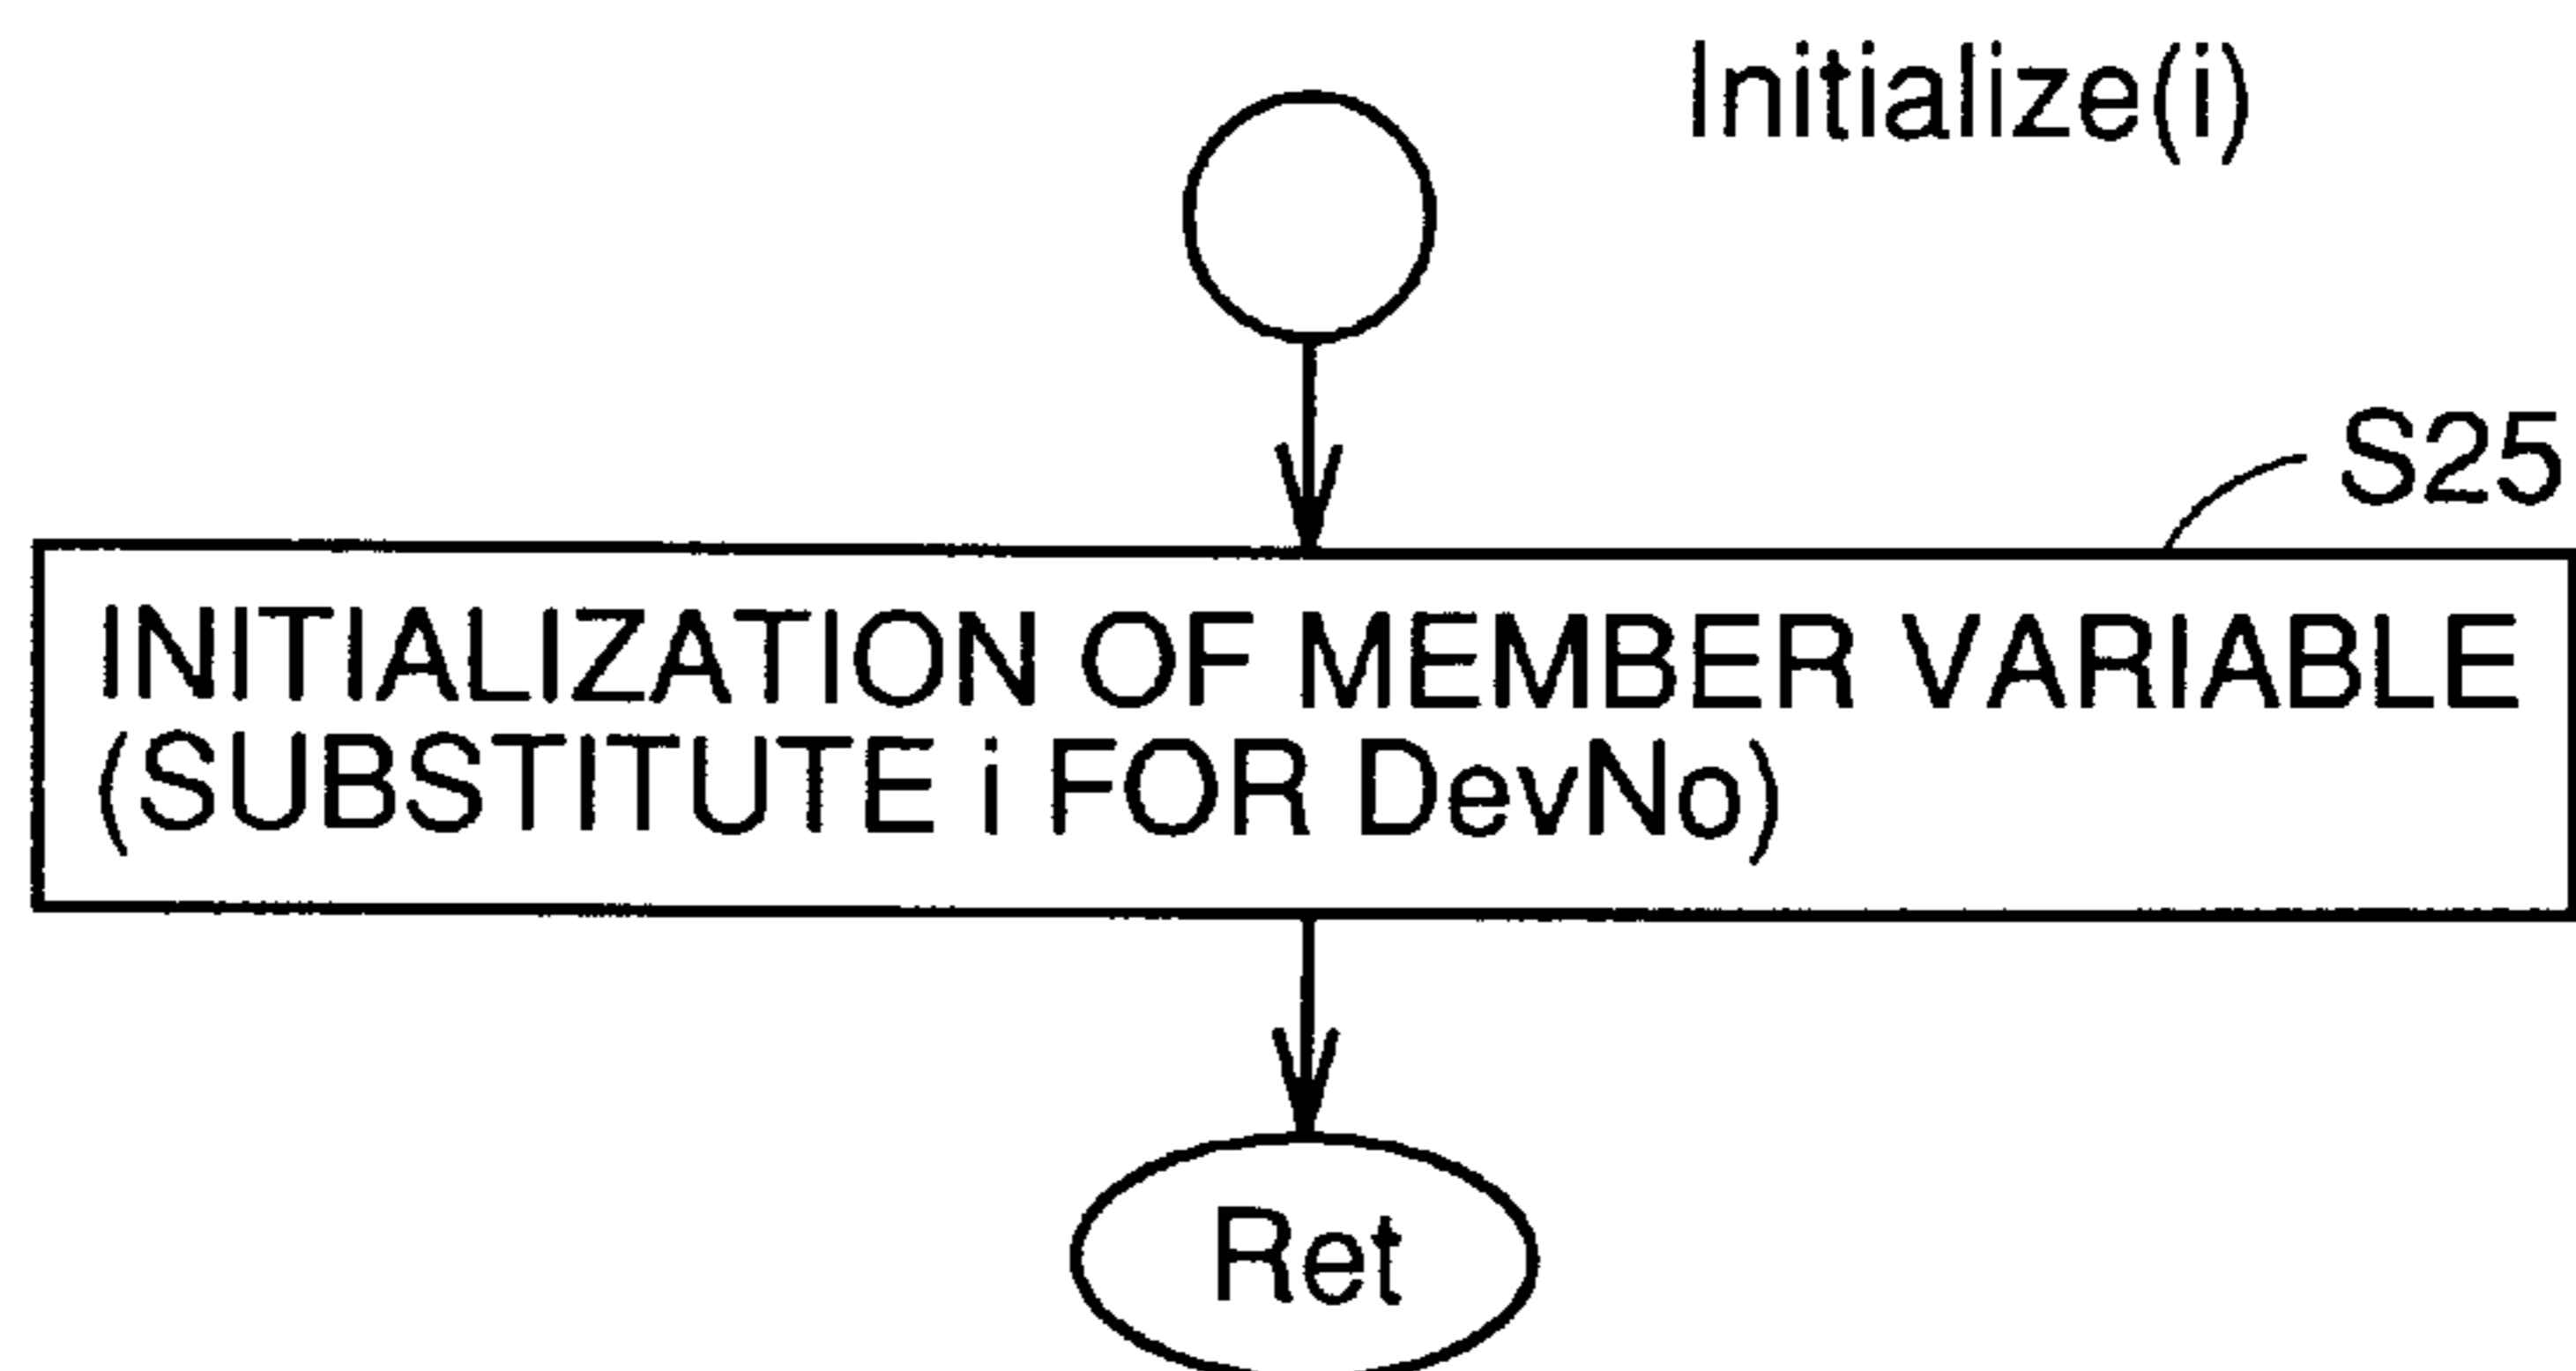 Initialize(i)
S25
INITIALIZATION OF MEMBER VARIABLE
(SUBSTITUTE i FOR DevNo)
Ret